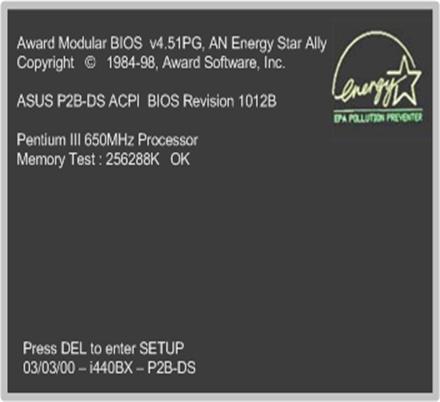 Award Modular BIOS v4.51PG, AN Energy Star Ally
Copyright © 1984-98, Award Software, Inc.
ASUS P2B-DS ACPI BIOS Revision 1012B
energy
EPA POLLUTION PREVENTER
Pentium III 650MHz Processor
Memory Test : 256288K OK
Press DEL to enter SETUP
03/03/00 – i440BX – P2B-DS